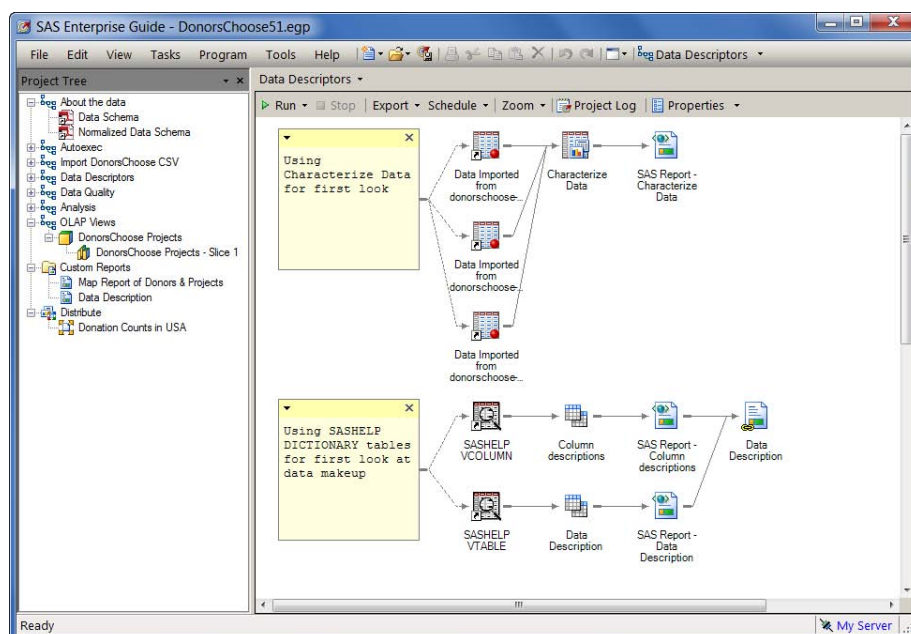 SAS Enterprise Guide - DonorsChoose51.egp
File Edit View Tasks Program Tools Help Data Descriptors
Project Tree
About the data
Data Schema
Normalized Data Schema
Autoexec
Import DonorsChoose CSV
Data Descriptors
Data Quality
Analysis
OLAP Views
DonorsChoose Projects
DonorsChoose Projects - Slice 1
Custom Reports
Map Report of Donors & Projects
Data Description
Distribute
Donation Counts in USA
Data Descriptors
Run Stop Export Schedule Zoom Project Log Properties
Using
Characterize Data
for first look
Data Imported
from
donorschoose-...
Characterize
Data
SAS Report -
Characterize
Data
Data Imported
from
donorschoose-...
Data Imported
from
donorschoose-...
Using SASHELP
DICTIONARY tables
for first look at
data makeup
SASHELP
VCOLUMN
Column
descriptions
SAS Report -
Column
descriptions
Data
Description
SASHELP
VTABLE
Data
Description
SAS Report -
Data
Description
Ready
My Server